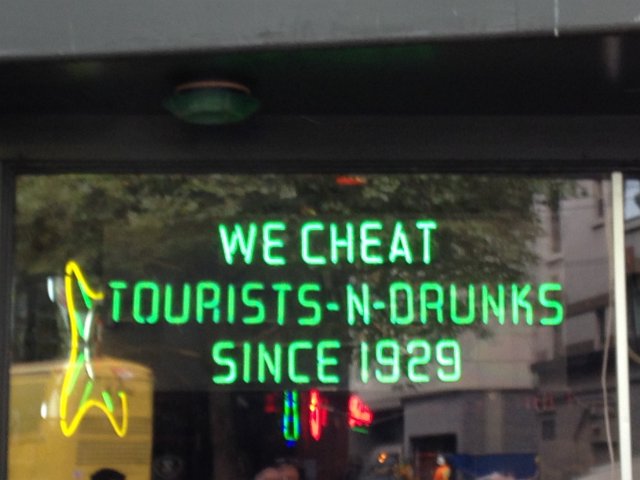 WE CHEAT
TOURISTS-N-DRUNKS
SINCE 1929